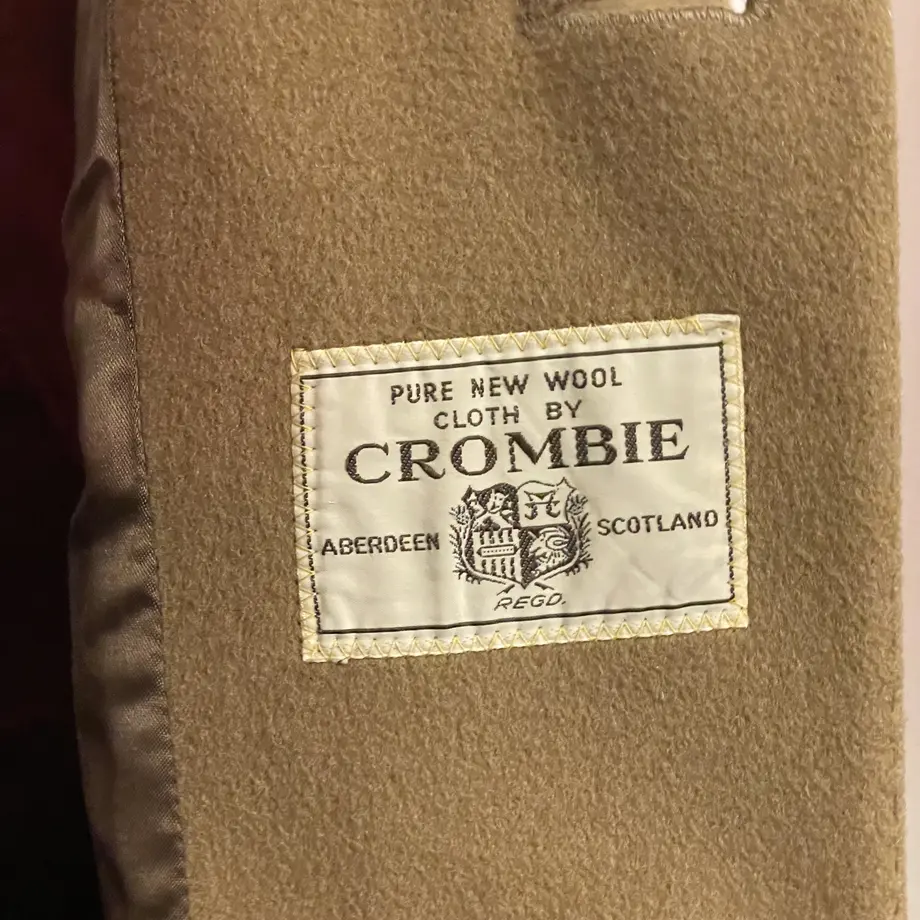 PURE NEW WOOL
CLOTH BY
CROMBIE
ABERDEEN SCOTLAND
REGD.